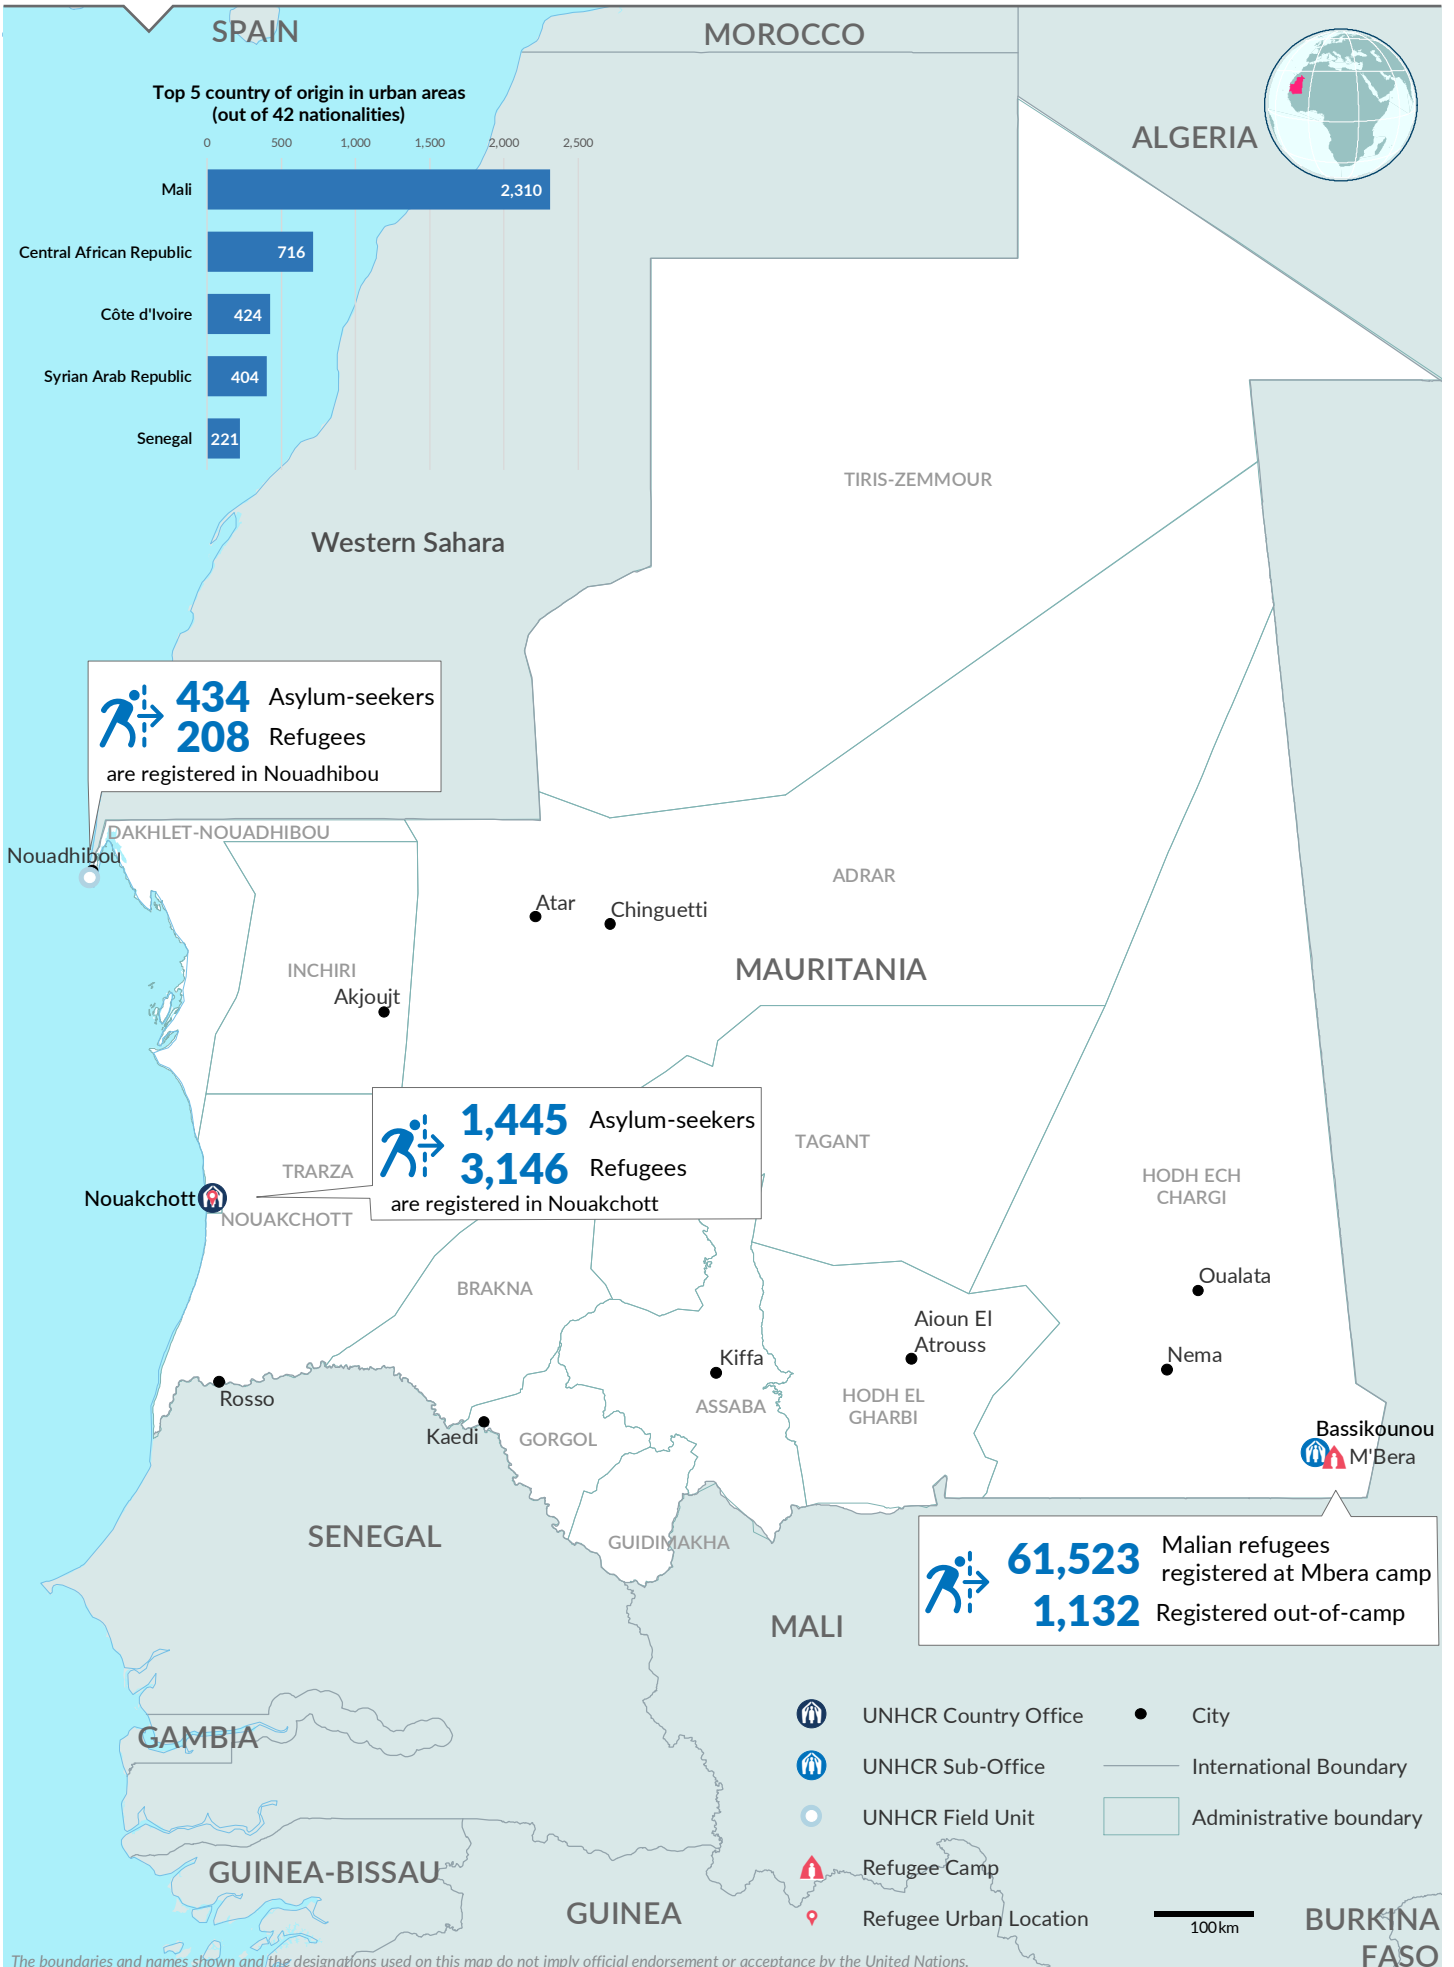 SPAIN
MOROCCO
ALGERIA
Top 5 country of origin in urban areas
(out of 42 nationalities)
0 500 1,000 1,500 2,000 2,500
Mali 2,310
Central African Republic 716
Côte d'Ivoire 424
Syrian Arab Republic 404
Senegal 221
TIRIS-ZEMMOUR
Western Sahara
434 Asylum-seekers
208 Refugees
are registered in Nouadhibou
DAKHLET-NOUADHIBOU
Nouadhibou
ADRAR
Atar
Chinguetti
INCHIRI
MAURITANIA
Akjoujt
1,445 Asylum-seekers
3,146 Refugees
are registered in Nouakchott
TAGANT
TRARZA
HODH ECH
CHARGI
Nouakchott
NOUAKCHOTT
BRAKNA
Oualata
Aioun El
Atrouss
Kiffa
Nema
Rosso
ASSABA
HODH EL
GHARBI
Kaedi
GORGOL
Bassikounou
M'Bera
SENEGAL
GUIDIMAKHA
61,523 Malian refugees
registered at Mbera camp
1,132 Registered out-of-camp
MALI
UNHCR Country Office
City
GAMBIA
UNHCR Sub-Office
International Boundary
UNHCR Field Unit
Administrative boundary
Refugee Camp
GUINEA-BISSAU
GUINEA
Refugee Urban Location
100 km
BURKINA
FASO
The boundaries and names shown and the designations used on this map do not imply official endorsement or acceptance by the United Nations.